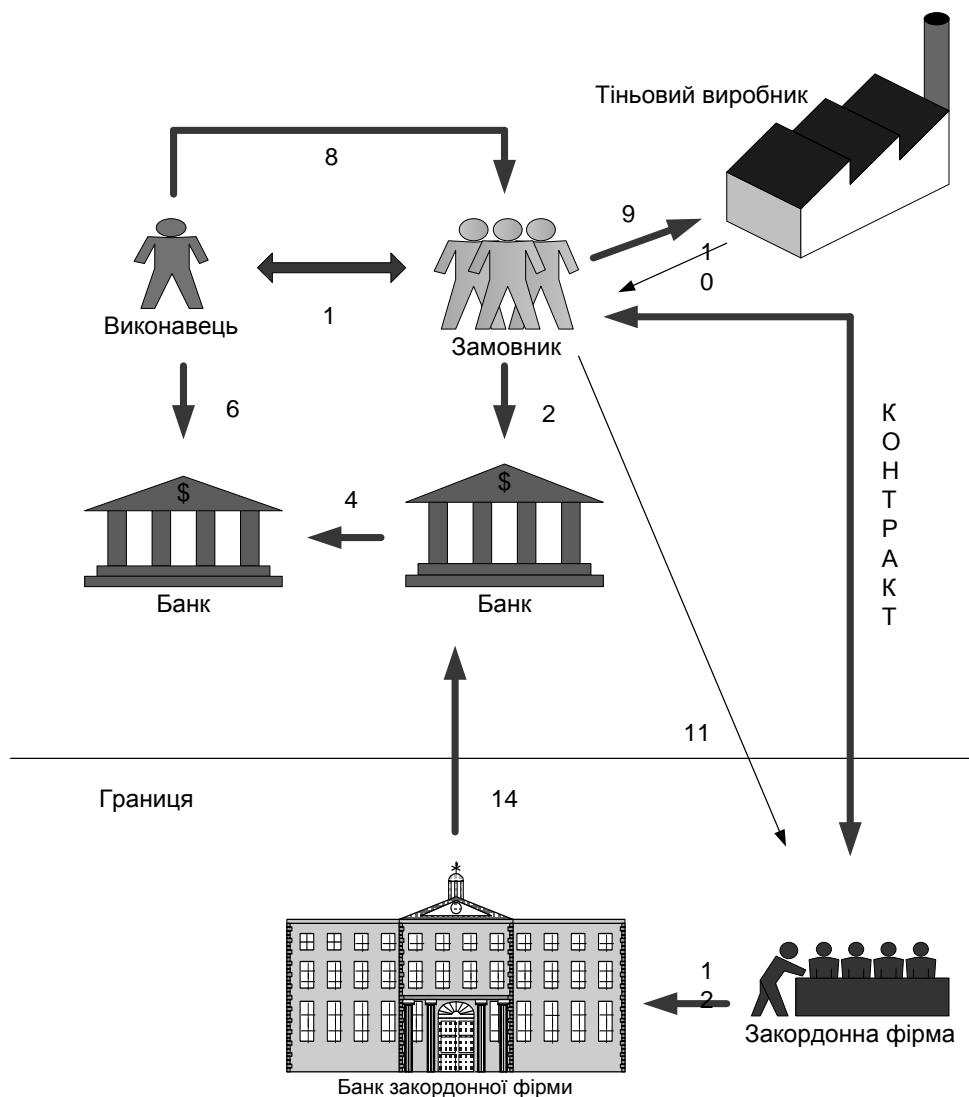 Тіньовий виробник
8
9
1
0
1
Виконавець
Замовник
6
2
К
О
Н
Т
Р
А
К
Т
$
$
4
Банк
Банк
11
Границя
14
1
2
Закордонна фірма
Банк закордонної фірми